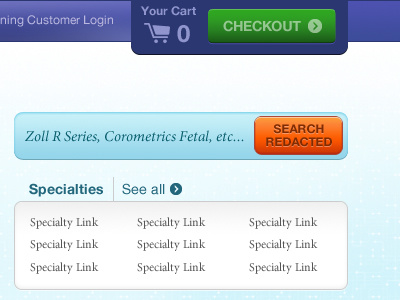 ning Customer Login
Your Cart
0
CHECKOUT
Zoll R Series, Corometrics Fetal, etc...
SEARCH
REDACTED
Specialties
See all
Specialty Link Specialty Link Specialty Link
Specialty Link Specialty Link Specialty Link
Specialty Link Specialty Link Specialty Link